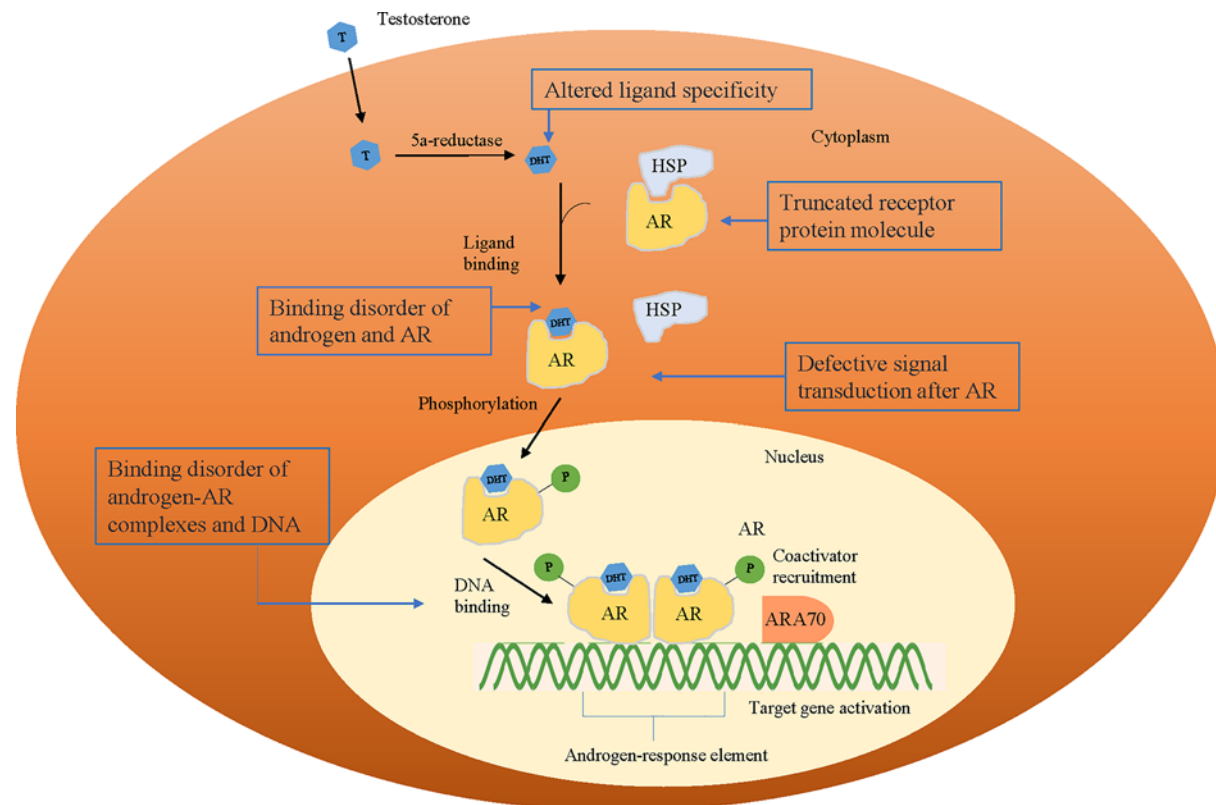 Testosterone
T
Altered ligand specificity
5a-reductase
T
DHT
Cytoplasm
HSP
AR
Truncated receptor
protein molecule
Ligand
binding
Binding disorder of
androgen and AR
HSP
DHT
AR
Defective signal
transduction after AR
Phosphorylation
Nucleus
Binding disorder of
androgen-AR
complexes and DNA
DHT
P
AR
AR
Coactivator
recruitment
P
DHT
DHT
P
DNA
binding
AR
AR
ARA70
Target gene activation
Androgen-response element